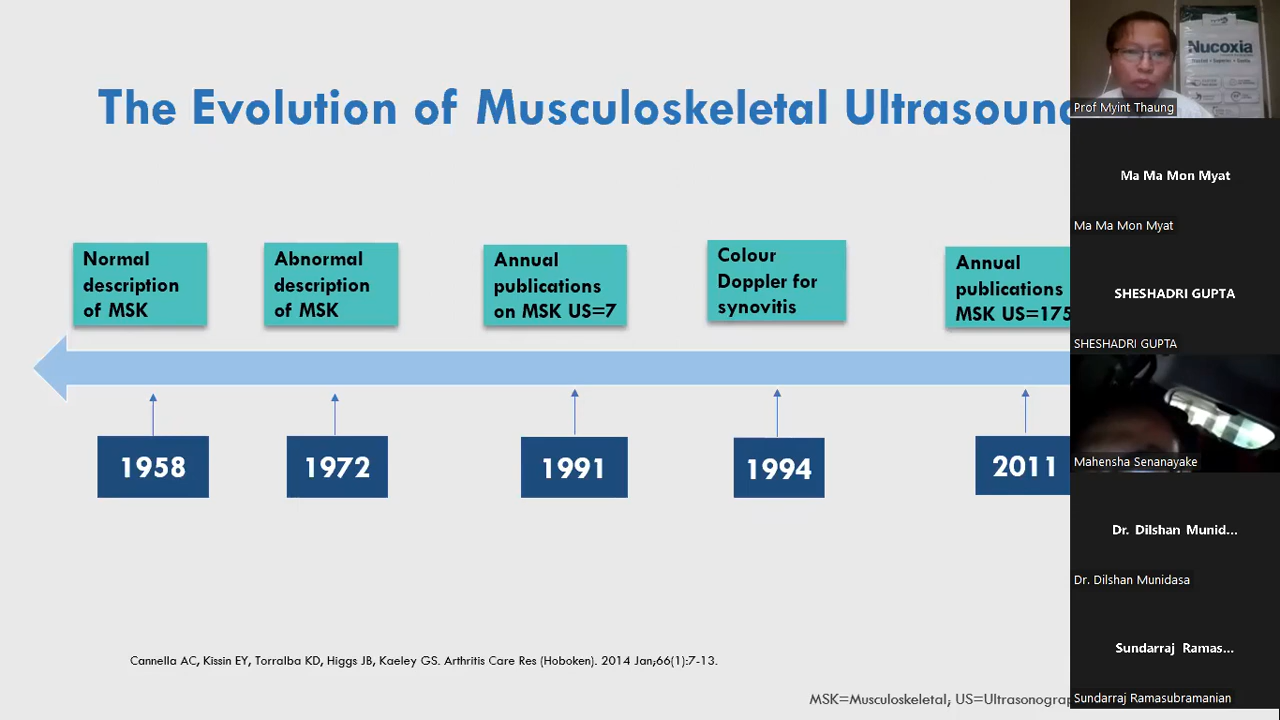 The Evolution of Musculoskeletal Ultrasound
Normal
description
of MSK
Abnormal
description
of MSK
Annual
publications
on MSK US=7
Colour
Doppler for
synovitis
Annual
publications
MSK US=175
1958
1972
1991
1994
2011
Cannella AC, Kissin EY, Torralba KD, Higgs JB, Kaeley GS. Arthritis Care Res (Hoboken). 2014 Jan;66(1):7-13.
MSK=Musculoskeletal; US=Ultrasonograp
Nucoxia
Prof Myint Thaung
Ma Ma Mon Myat
Ma Ma Mon Myat
SHESHADRI GUPTA
SHESHADRI GUPTA
Mahensha Senanayake
Dr. Dilshan Munid...
Dr. Dilshan Munidasa
Sundarraj Ramas...
Sundarraj Ramasubramanian